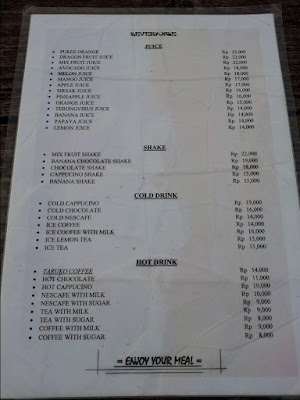 BEVERANGE
JUICE
PUREE ORANGE Rp 23,000
DRAGON FRUIT JUICE Rp 22,000
MIX FRUIT JUICE Rp 22,000
AVOCADO JUICE Rp 18,000
MELON JUICE Rp 18,000
MANGO JUICE Rp 17,000
APPLE JUICE Rp 17,000
SIRSAK JUICE Rp 16,000
PINEAPPLE JUICE Rp 16,000
ORANGE JUICE Rp 15,000
TERONGVIRUS JUICE Rp 14,000
BANANA JUICE Rp 14,000
PAPAYA JUICE Rp 14,000
LEMON JUICE Rp 14,000
SHAKE
MIX FRUIT SHAKE Rp 22,000
BANANA CHOCOLATE SHAKE Rp 19,000
CHOCOLATE SHAKE Rp 18,000
CAPPUCINO SHAKE Rp 15,000
BANANA SHAKE Rp 15,000
COLD DRINK
COLD CAPPUCINO Rp 15,000
COLD CHOCOLATE Rp 16,000
COLD NESCAFE Rp 14,000
ICE COFFEE Rp 14,000
ICE COFFEE WITH MILK Rp 16,000
ICE LEMON TEA Rp 15,000
ICE TEA Rp 11,000
HOT DRINK
TARUKO COFFEE Rp 14,000
HOT CHOCOLATE Rp 11,000
HOT CAPPUCINO Rp 10,000
NESCAFE WITH MILK Rp 10,000
NESCAFE WITH SUGAR Rp 9,000
TEA WITH MILK Rp 9,000
TEA WITH SUGAR Rp 8,000
COFFEE WITH MILK Rp 9,000
COFFEE WITH SUGAR Rp 8,000
= ENJOY YOUR MEAL =